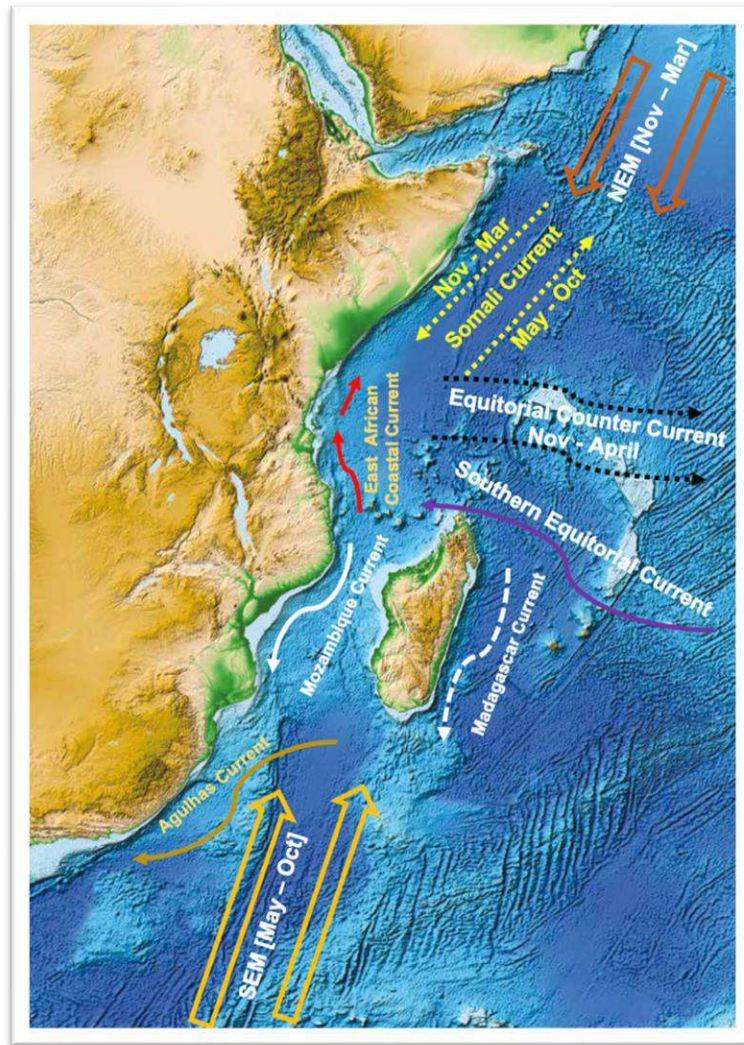 NEM [Nov – Mar]
Nov - Mar
Somali Current
May - Oct
Equitorial Counter Current
Nov - April
East African
Coastal Current
Southern Equitorial Current
Mozambique Current
Madagascar Current
Agulhas Current
SEM [May – Oct]